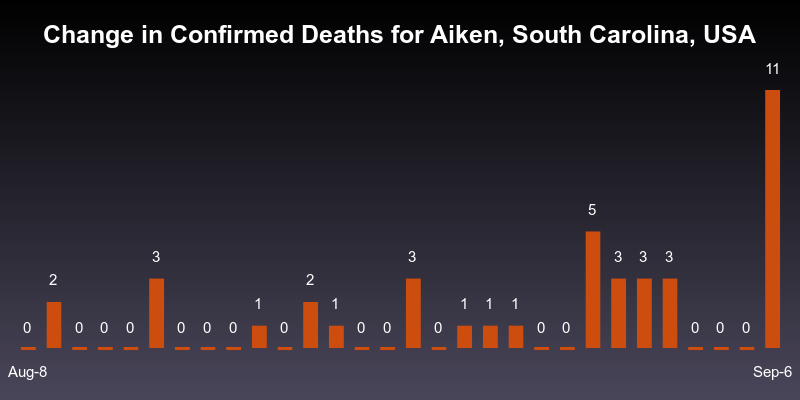 Change in Confirmed Deaths for Aiken, South Carolina, USA
0 2 0 0 0 3 0 0 0 1 0 2 1 0 0 3 0 1 1 1 0 0 5 3 3 3 0 0 0 11
Aug-8 Sep-6